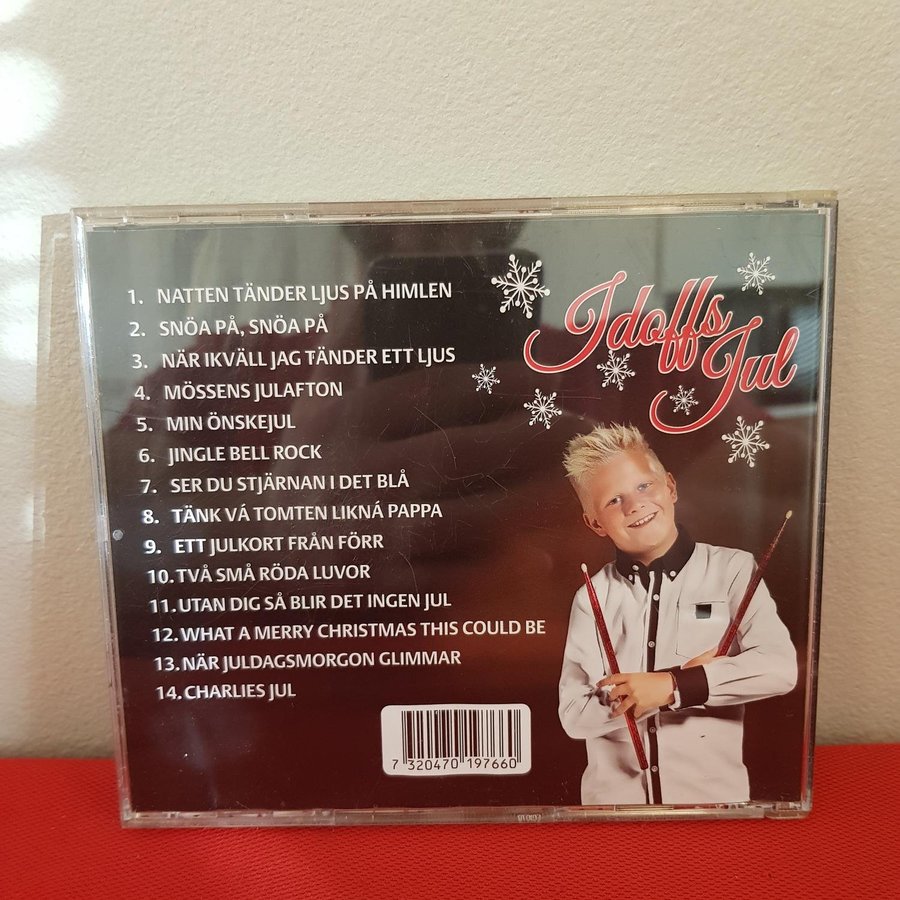 Idoffs
Jul
1. NATTEN TÄNDER LJUS PÅ HIMLEN
2. SNÖA PÅ, SNÖA PÅ
3. NÄR IKVÄLL JAG TÄNDER ETT LJUS
4. MÖSSENS JULAFTON
5. MIN ÖNSKEJUL
6. JINGLE BELL ROCK
7. SER DU STJÄRNAN I DET BLÅ
8. TÄNK VÁ TOMTEN LIKNÁ PAPPA
9. ETT JULKORT FRÅN FÖRR
10. TVÅ SMÅ RÖDA LUVOR
11. UTAN DIG SÅ BLIR DET INGEN JUL
12. WHAT A MERRY CHRISTMAS THIS COULD BE
13. NÄR JULDAGSMORGON GLIMMAR
14. CHARLIES JUL
7 320470 197660